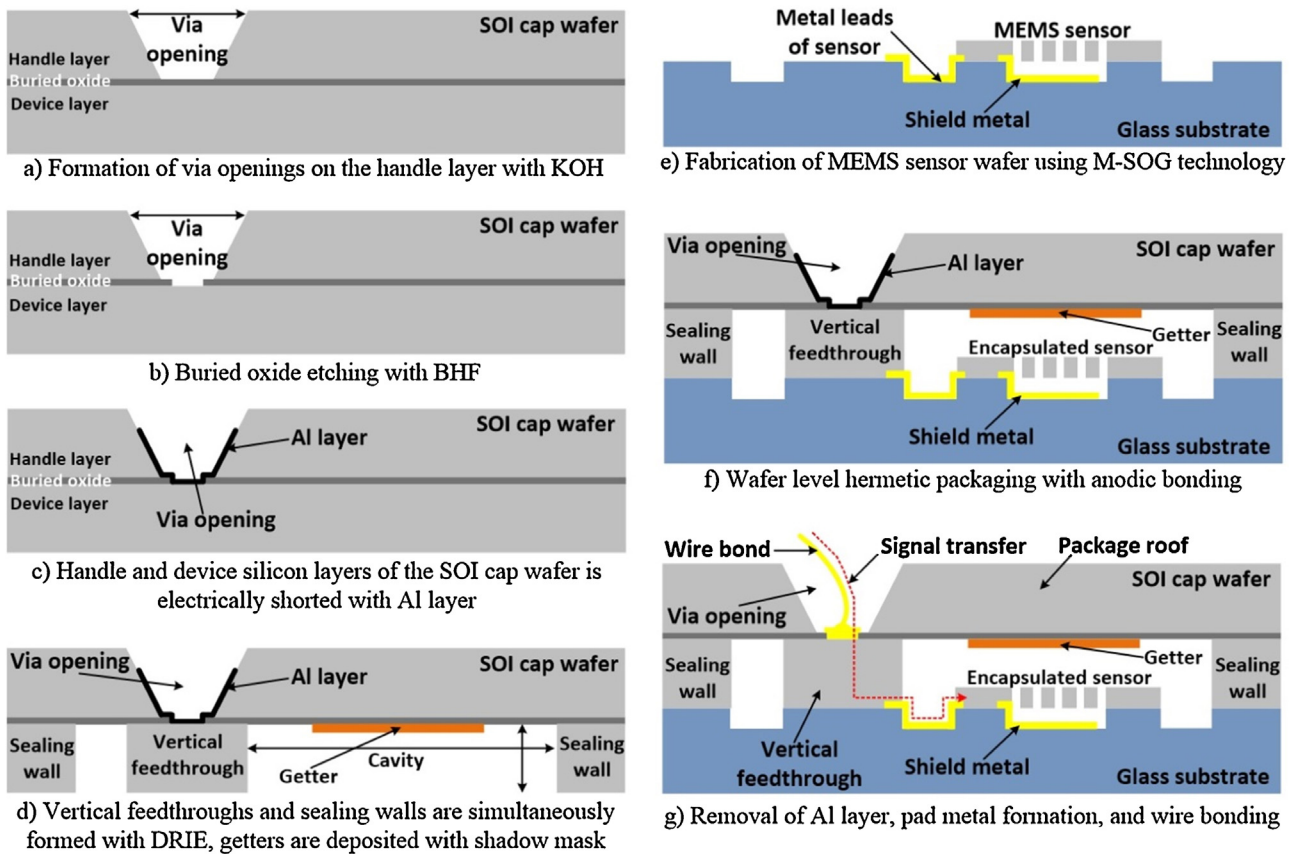 Via
opening
SOI cap wafer
Handle layer
Buried oxide
Device layer
a) Formation of via openings on the handle layer with KOH
Via
opening
SOI cap wafer
Handle layer
Buried oxide
Device layer
b) Buried oxide etching with BHF
SOI cap wafer
Al layer
Handle layer
Buried oxide
Device layer
Via opening
c) Handle and device silicon layers of the SOI cap wafer is
electrically shorted with Al layer
Via opening
SOI cap wafer
Al layer
Sealing
wall
Vertical
feedthrough
Getter
Cavity
Sealing
wall
d) Vertical feedthroughs and sealing walls are simultaneously
formed with DRIE, getters are deposited with shadow mask
Metal leads
of sensor
MEMS sensor
Shield metal
Glass substrate
e) Fabrication of MEMS sensor wafer using M-SOG technology
Via opening
SOI cap wafer
Al layer
Sealing
wall
Vertical
feedthrough
Getter
Encapsulated sensor
Sealing
wall
Shield metal
Glass substrate
f) Wafer level hermetic packaging with anodic bonding
Wire bond
Signal transfer
Package roof
SOI cap wafer
Via opening
Sealing
wall
Getter
Encapsulated sensor
Sealing
wall
Vertical
feedthrough
Shield metal
Glass substrate
g) Removal of Al layer, pad metal formation, and wire bonding